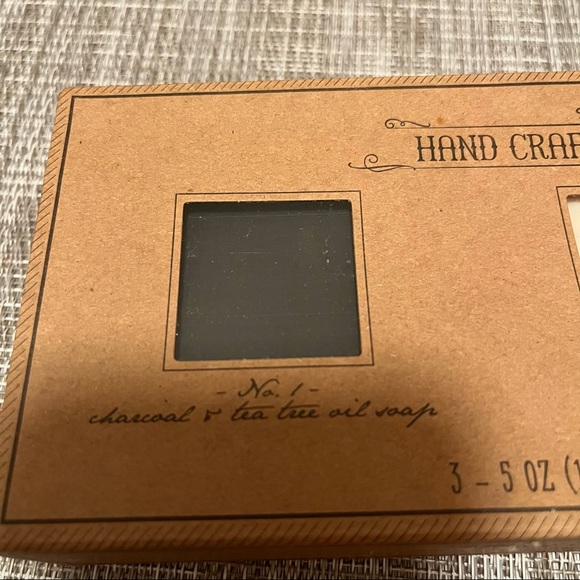 HAND CRAF
- No. 1 -
charcoal & tea tree oil soap
3 - 5 OZ (1